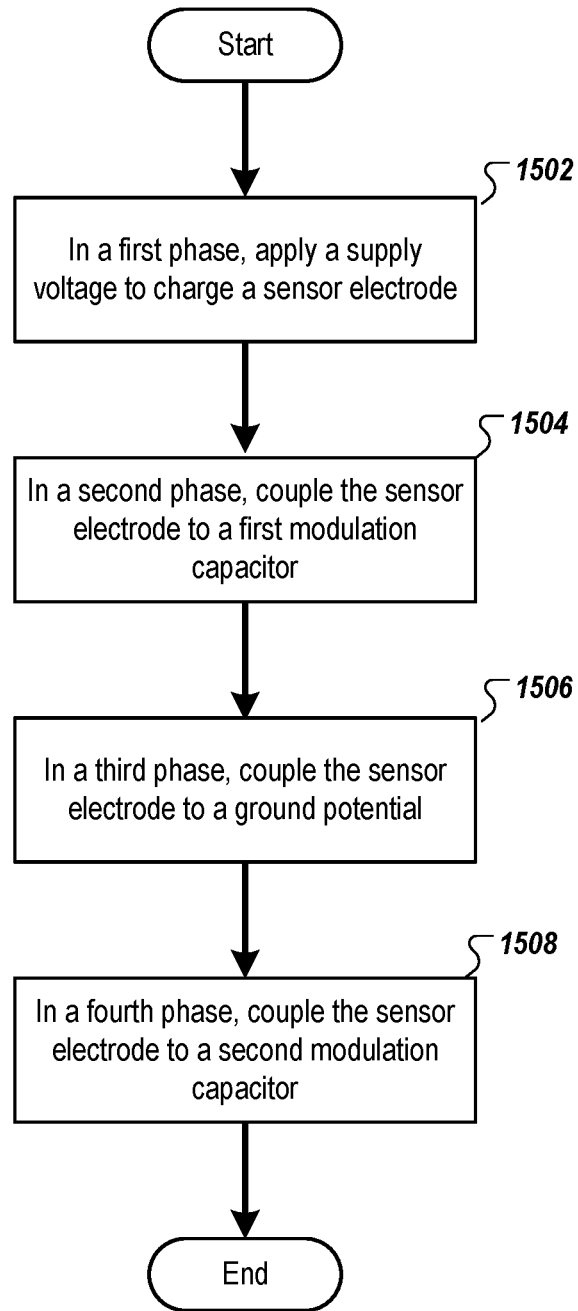 Start
1502
In a first phase, apply a supply
voltage to charge a sensor electrode
1504
In a second phase, couple the sensor
electrode to a first modulation
capacitor
1506
In a third phase, couple the sensor
electrode to a ground potential
1508
In a fourth phase, couple the sensor
electrode to a second modulation
capacitor
End